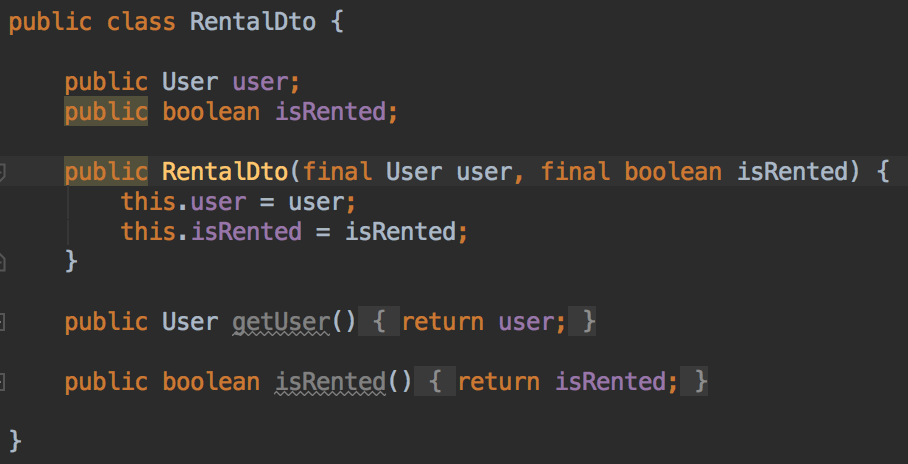 public class RentalDto {
public User user;
public boolean isRented;
public RentalDto(final User user, final boolean isRented) {
this.user = user;
this.isRented = isRented;
}
public User getUser() { return user; }
public boolean isRented() { return isRented; }
}